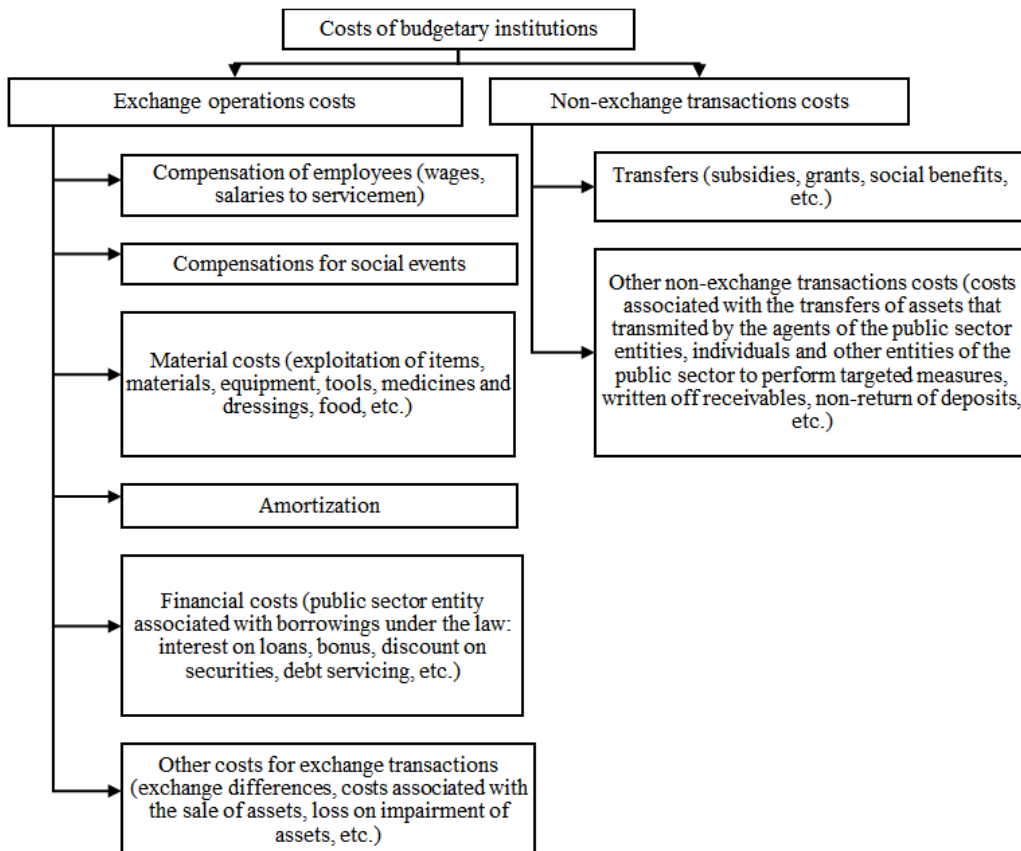 Costs of budgetary institutions
Exchange operations costs
Non-exchange transactions costs
Compensation of employees (wages,
salaries to servicemen)
Compensations for social events
Material costs (exploitation of items,
materials, equipment, tools, medicines and
dressings, food, etc.)
Amortization
Financial costs (public sector entity
associated with borrowings under the law:
interest on loans, bonus, discount on
securities, debt servicing, etc.)
Other costs for exchange transactions
(exchange differences, costs associated with
the sale of assets, loss on impairment of
assets, etc.)
Transfers (subsidies, grants, social benefits,
etc.)
Other non-exchange transactions costs (costs
associated with the transfers of assets that
transmited by the agents of the public sector
entities, individuals and other entities of the
public sector to perform targeted measures,
written off receivables, non-return of deposits,
etc.)